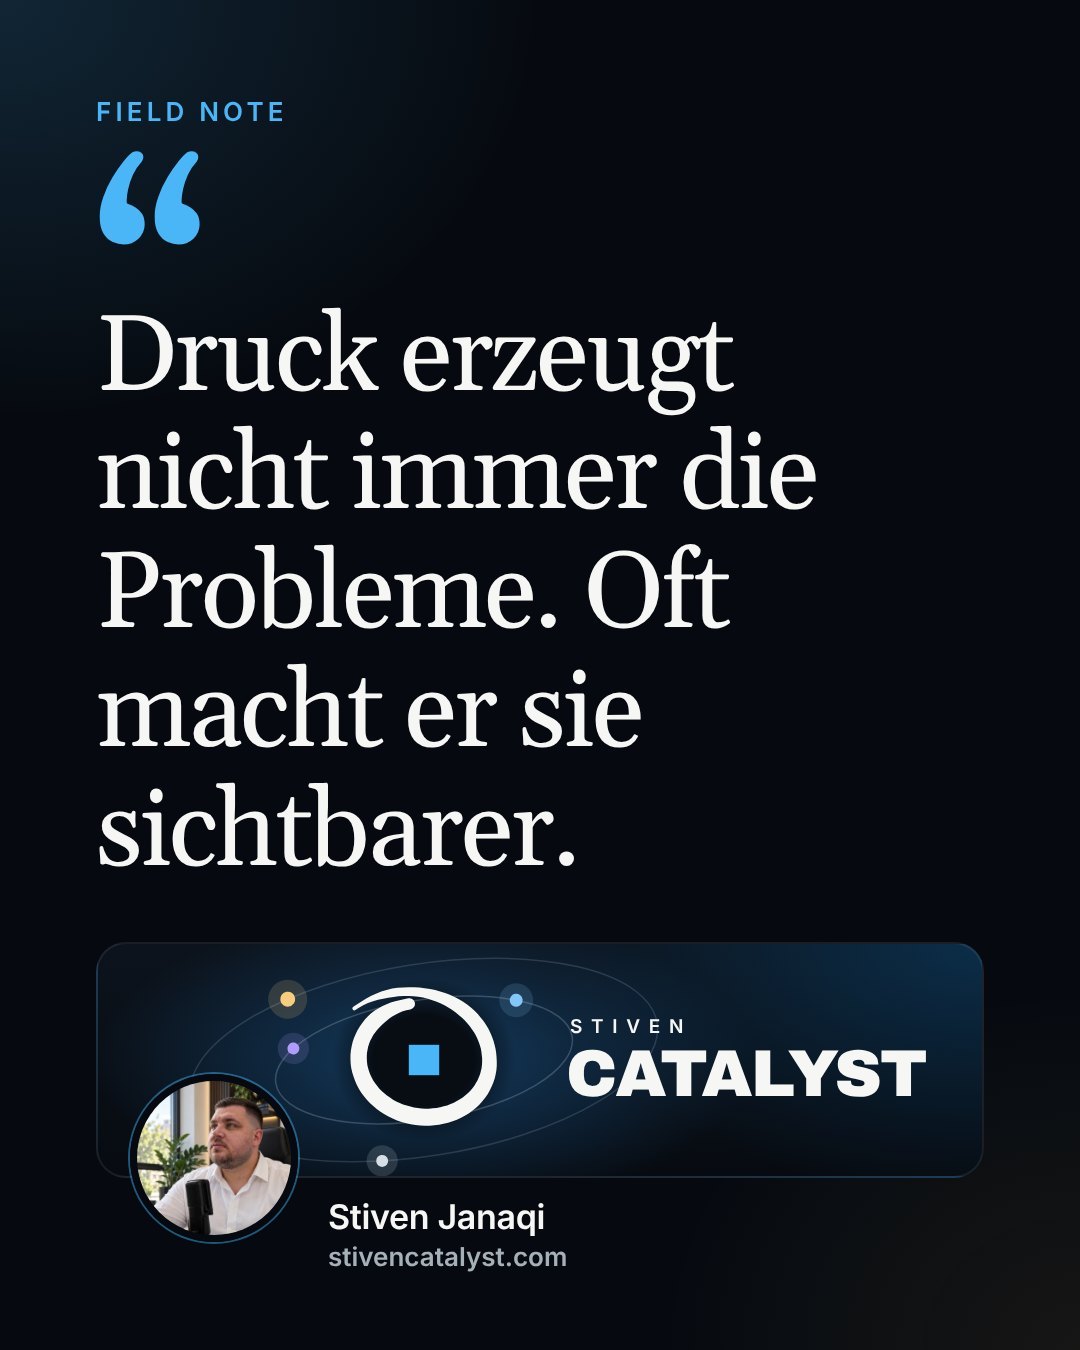 FIELD NOTE
“
Druck erzeugt
nicht immer die
Probleme. Oft
macht er sie
sichtbarer.
STIVEN
CATALYST
Stiven Janaqi
stivencatalyst.com